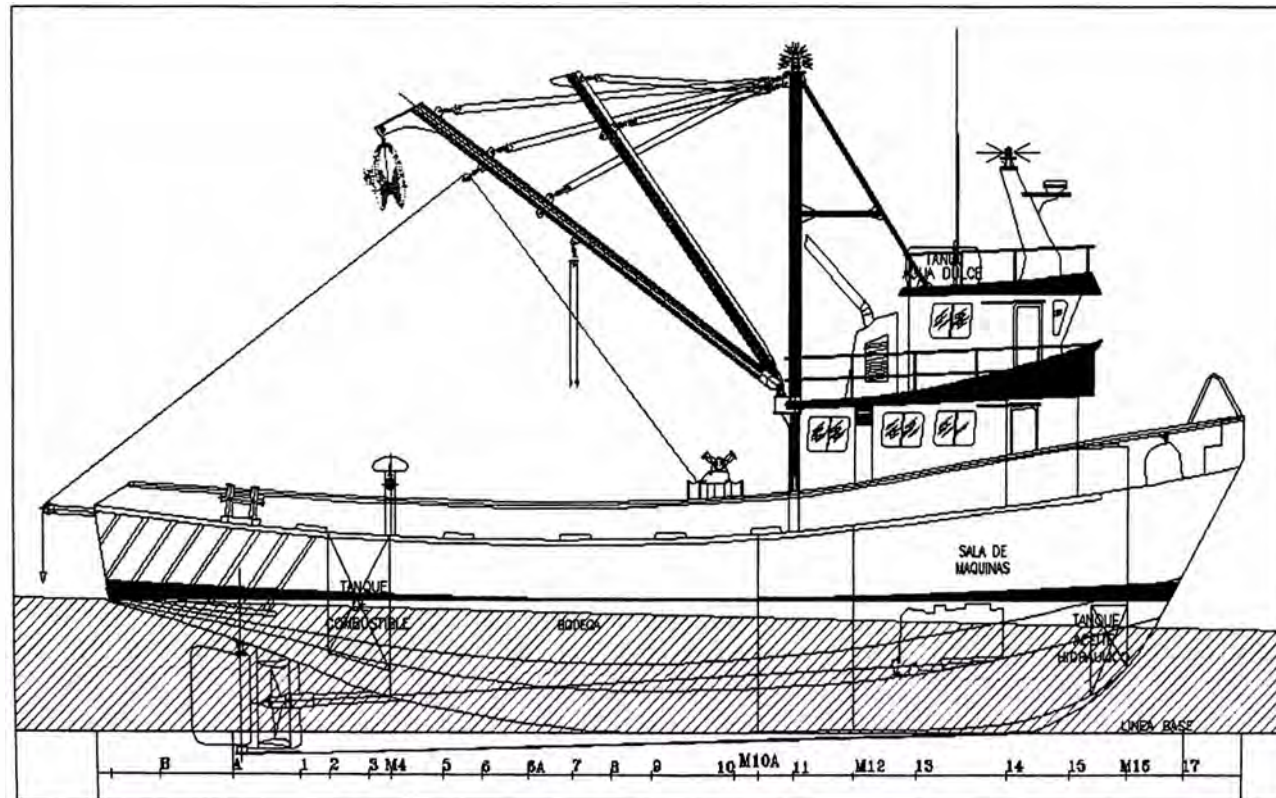 TANQUE
AGUA DULCE
SALA DE
MAQUINAS
TANQUE
DE
COMBUSTIBLE
BODEGA
TANQUE
ACEITE
HIDRAULICO
LINEA BASE
B A 1 2 3 M4 5 6 6A 7 8 9 10 M10A 11 M12 13 14 15 M16 17